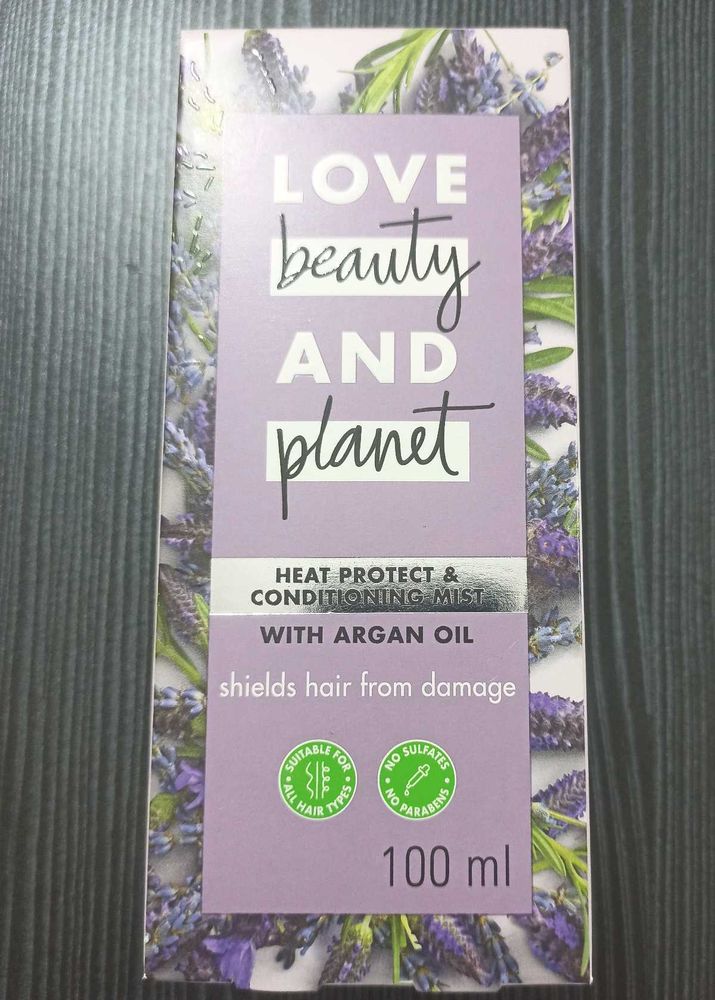 LOVE
beauty
AND
planet
HEAT PROTECT &
CONDITIONING MIST
WITH ARGAN OIL
shields hair from damage
SUITABLE FOR
• ALL HAIR TYPES •
NO SULFATES
• NO PARABENS •
100 ml